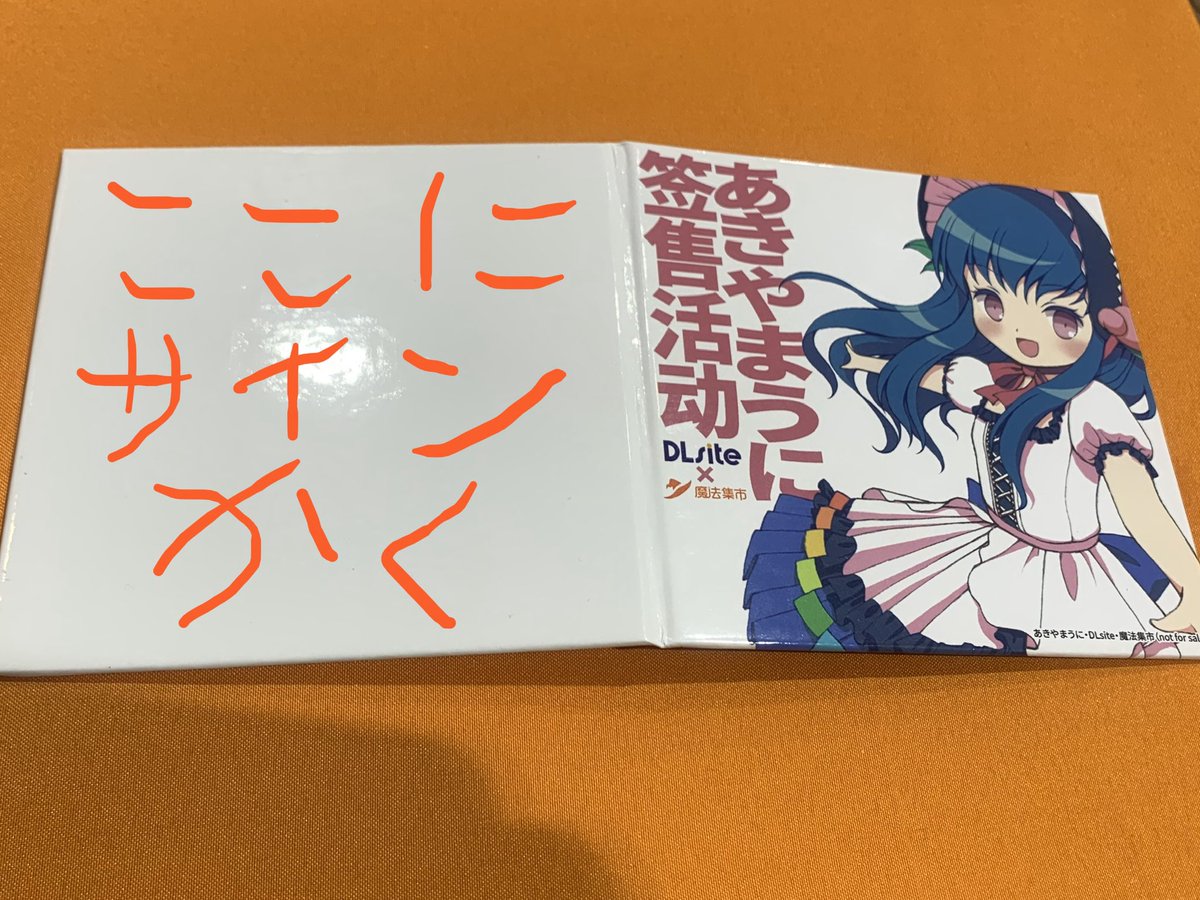 ここに
サイン
かく
あきやまうに
签售活动
DLsite
×
魔法集市
あきやまうに・DLsite・魔法集市 (not for sal